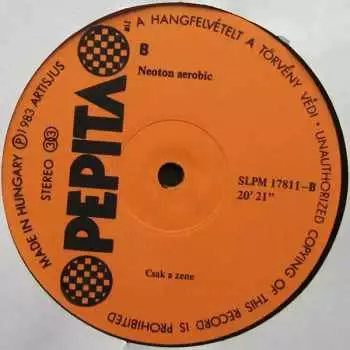 A HANGFELVÉTELT A TÖRVÉNY VÉDI • UNAUTHORIZED COPYING OF THIS RECORD IS PROHIBITED
MADE IN HUNGARY Ⓟ 1983 ARTISJUS
STEREO 33
PEPITA
B
Neoton aerobic
SLPM 17811-B
20' 21"
Csak a zene